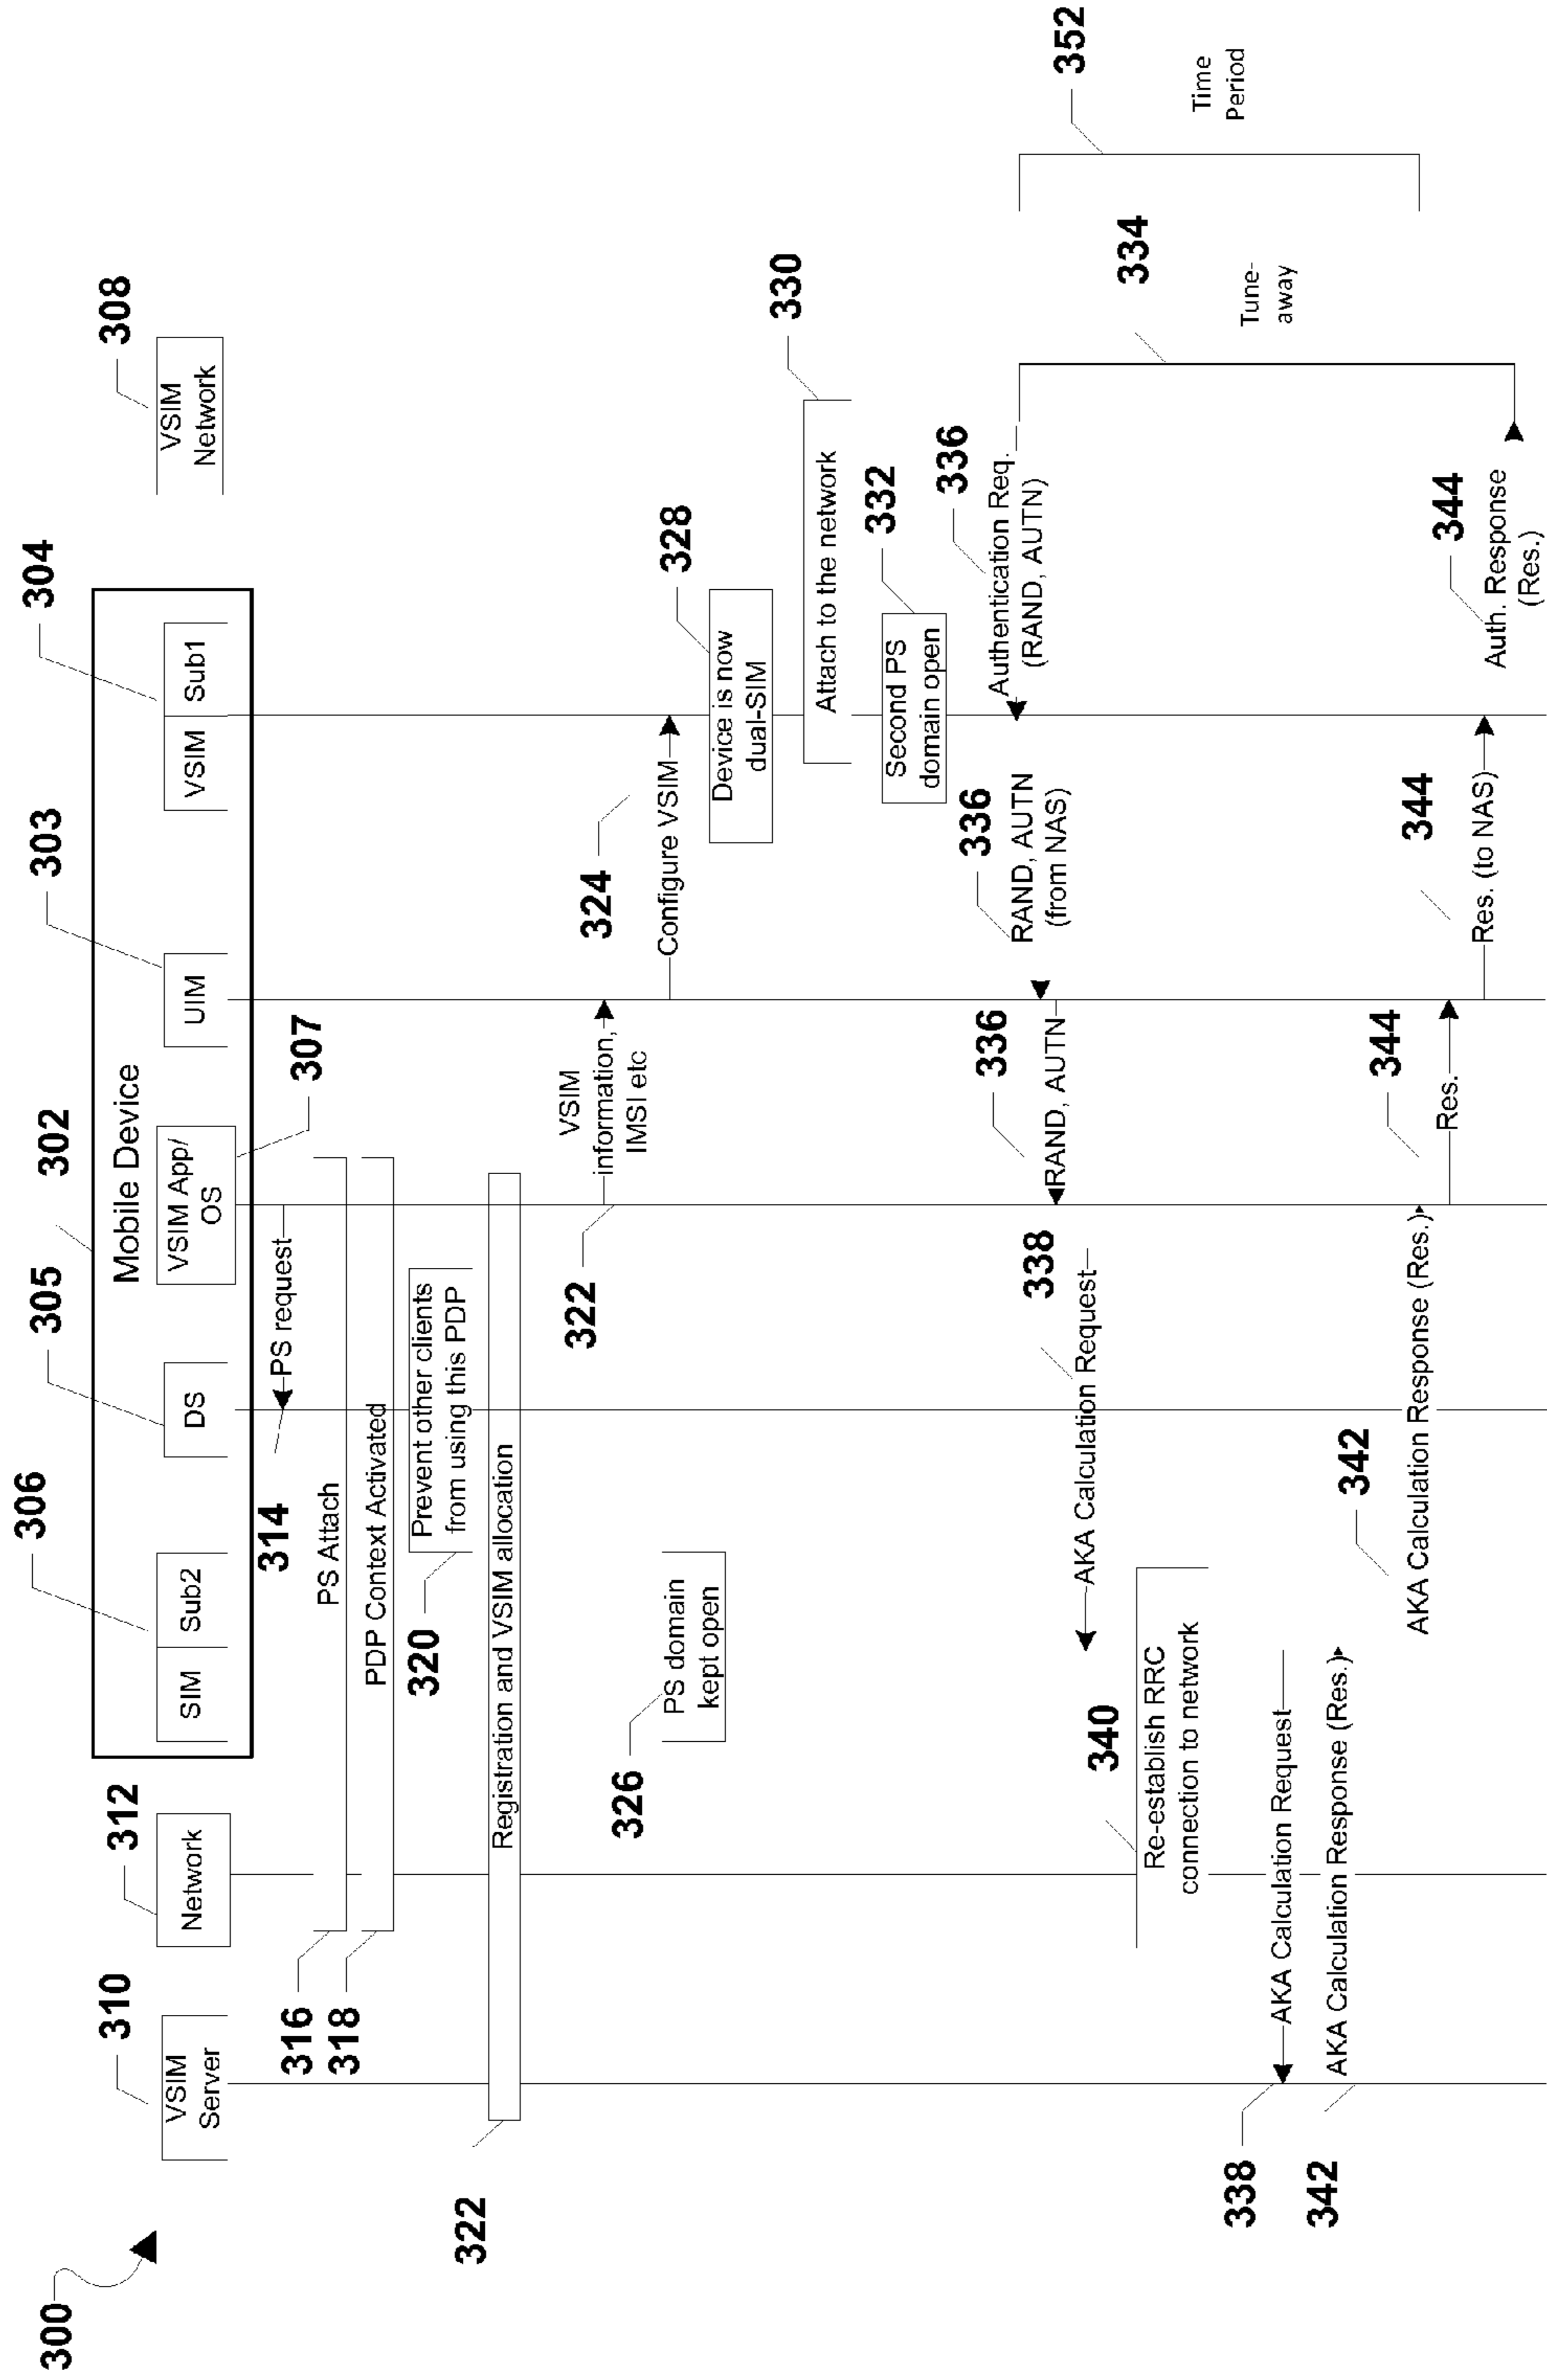 300
310
VSIM
Server
312
Network
302
Mobile Device
306
SIM
Sub2
305
DS
307
VSIM App/
OS
303
UIM
304
VSIM
Sub1
308
VSIM
Network
314
PS request
316
PS Attach
318
PDP Context Activated
320
Prevent other clients
from using this PDP
322
Registration and VSIM allocation
322
VSIM
information,
IMSI etc
324
Configure VSIM
326
PS domain
kept open
328
Device is now
dual-SIM
330
Attach to the network
332
Second PS
domain open
336
Authentication Req.
(RAND, AUTN)
336
RAND, AUTN
(from NAS)
336
RAND, AUTN
334
Tune-
away
352
Time
Period
338
AKA Calculation Request
340
Re-establish RRC
connection to network
338
AKA Calculation Request
342
AKA Calculation Response (Res.)
342
AKA Calculation Response (Res.)
344
Res.
344
Res. (to NAS)
344
Auth. Response
(Res.)